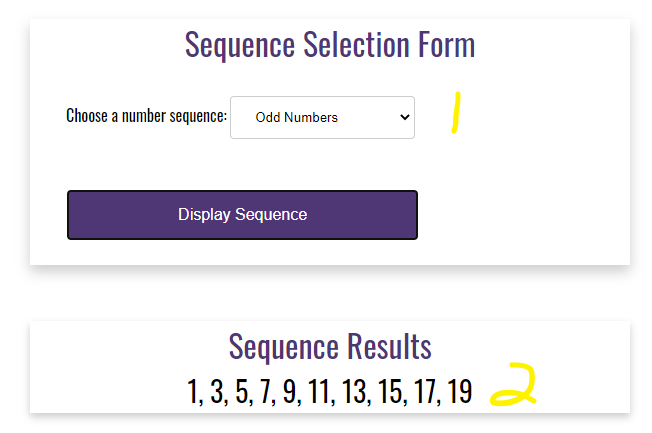 Sequence Selection Form
Choose a number sequence: Odd Numbers 1
Display Sequence
Sequence Results
1, 3, 5, 7, 9, 11, 13, 15, 17, 19 2